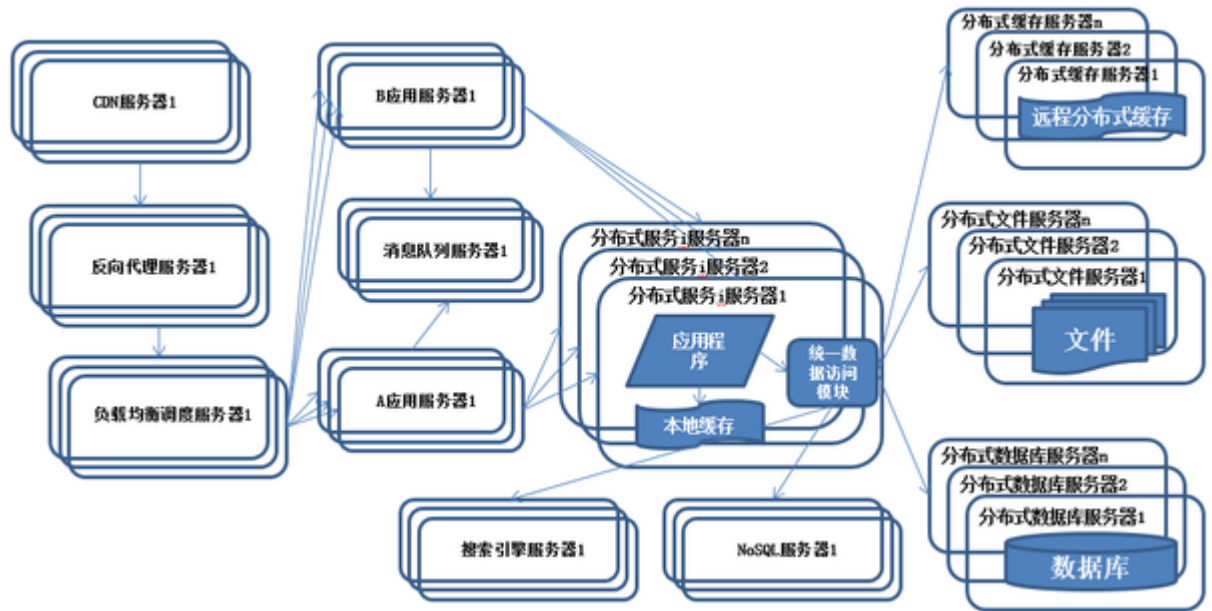 CDN服务器1
反向代理服务器1
负载均衡调度服务器1
B应用服务器1
消息队列服务器1
A应用服务器1
分布式服务i服务器n
分布式服务i服务器2
分布式服务i服务器1
应用程
序
本地缓存
统一数
据访问
模块
搜索引擎服务器1
NoSQL服务器1
分布式缓存服务器n
分布式缓存服务器2
分布式缓存服务器1
远程分布式缓存
分布式文件服务器n
分布式文件服务器2
分布式文件服务器1
文件
分布式数据库服务器n
分布式数据库服务器2
分布式数据库服务器1
数据库